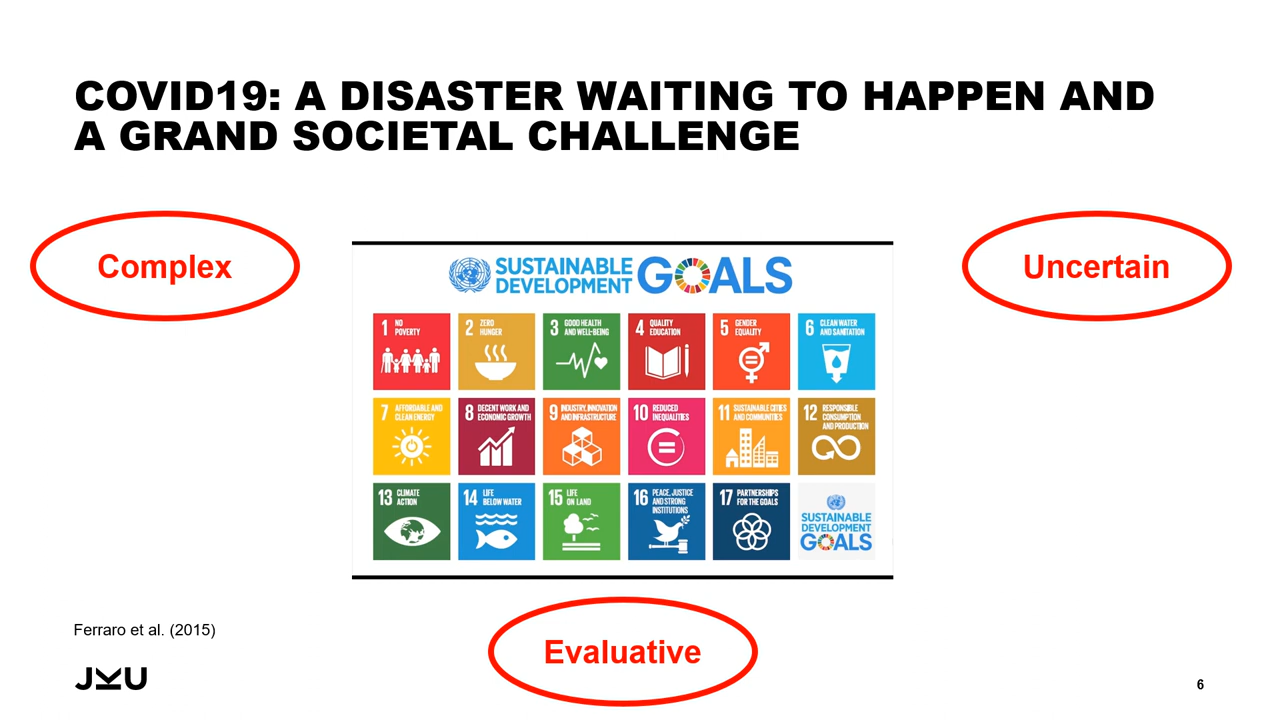 COVID19: A DISASTER WAITING TO HAPPEN AND
A GRAND SOCIETAL CHALLENGE
Complex
Uncertain
SUSTAINABLE
DEVELOPMENT
GOALS
1 NO
POVERTY
2 ZERO
HUNGER
3 GOOD HEALTH
AND WELL-BEING
4 QUALITY
EDUCATION
5 GENDER
EQUALITY
6 CLEAN WATER
AND SANITATION
7 AFFORDABLE AND
CLEAN ENERGY
8 DECENT WORK AND
ECONOMIC GROWTH
9 INDUSTRY, INNOVATION
AND INFRASTRUCTURE
10 REDUCED
INEQUALITIES
11 SUSTAINABLE CITIES
AND COMMUNITIES
12 RESPONSIBLE
CONSUMPTION
AND PRODUCTION
13 CLIMATE
ACTION
14 LIFE
BELOW WATER
15 LIFE
ON LAND
16 PEACE, JUSTICE
AND STRONG
INSTITUTIONS
17 PARTNERSHIPS
FOR THE GOALS
SUSTAINABLE
DEVELOPMENT
GOALS
Ferraro et al. (2015)
Evaluative
JKU
6